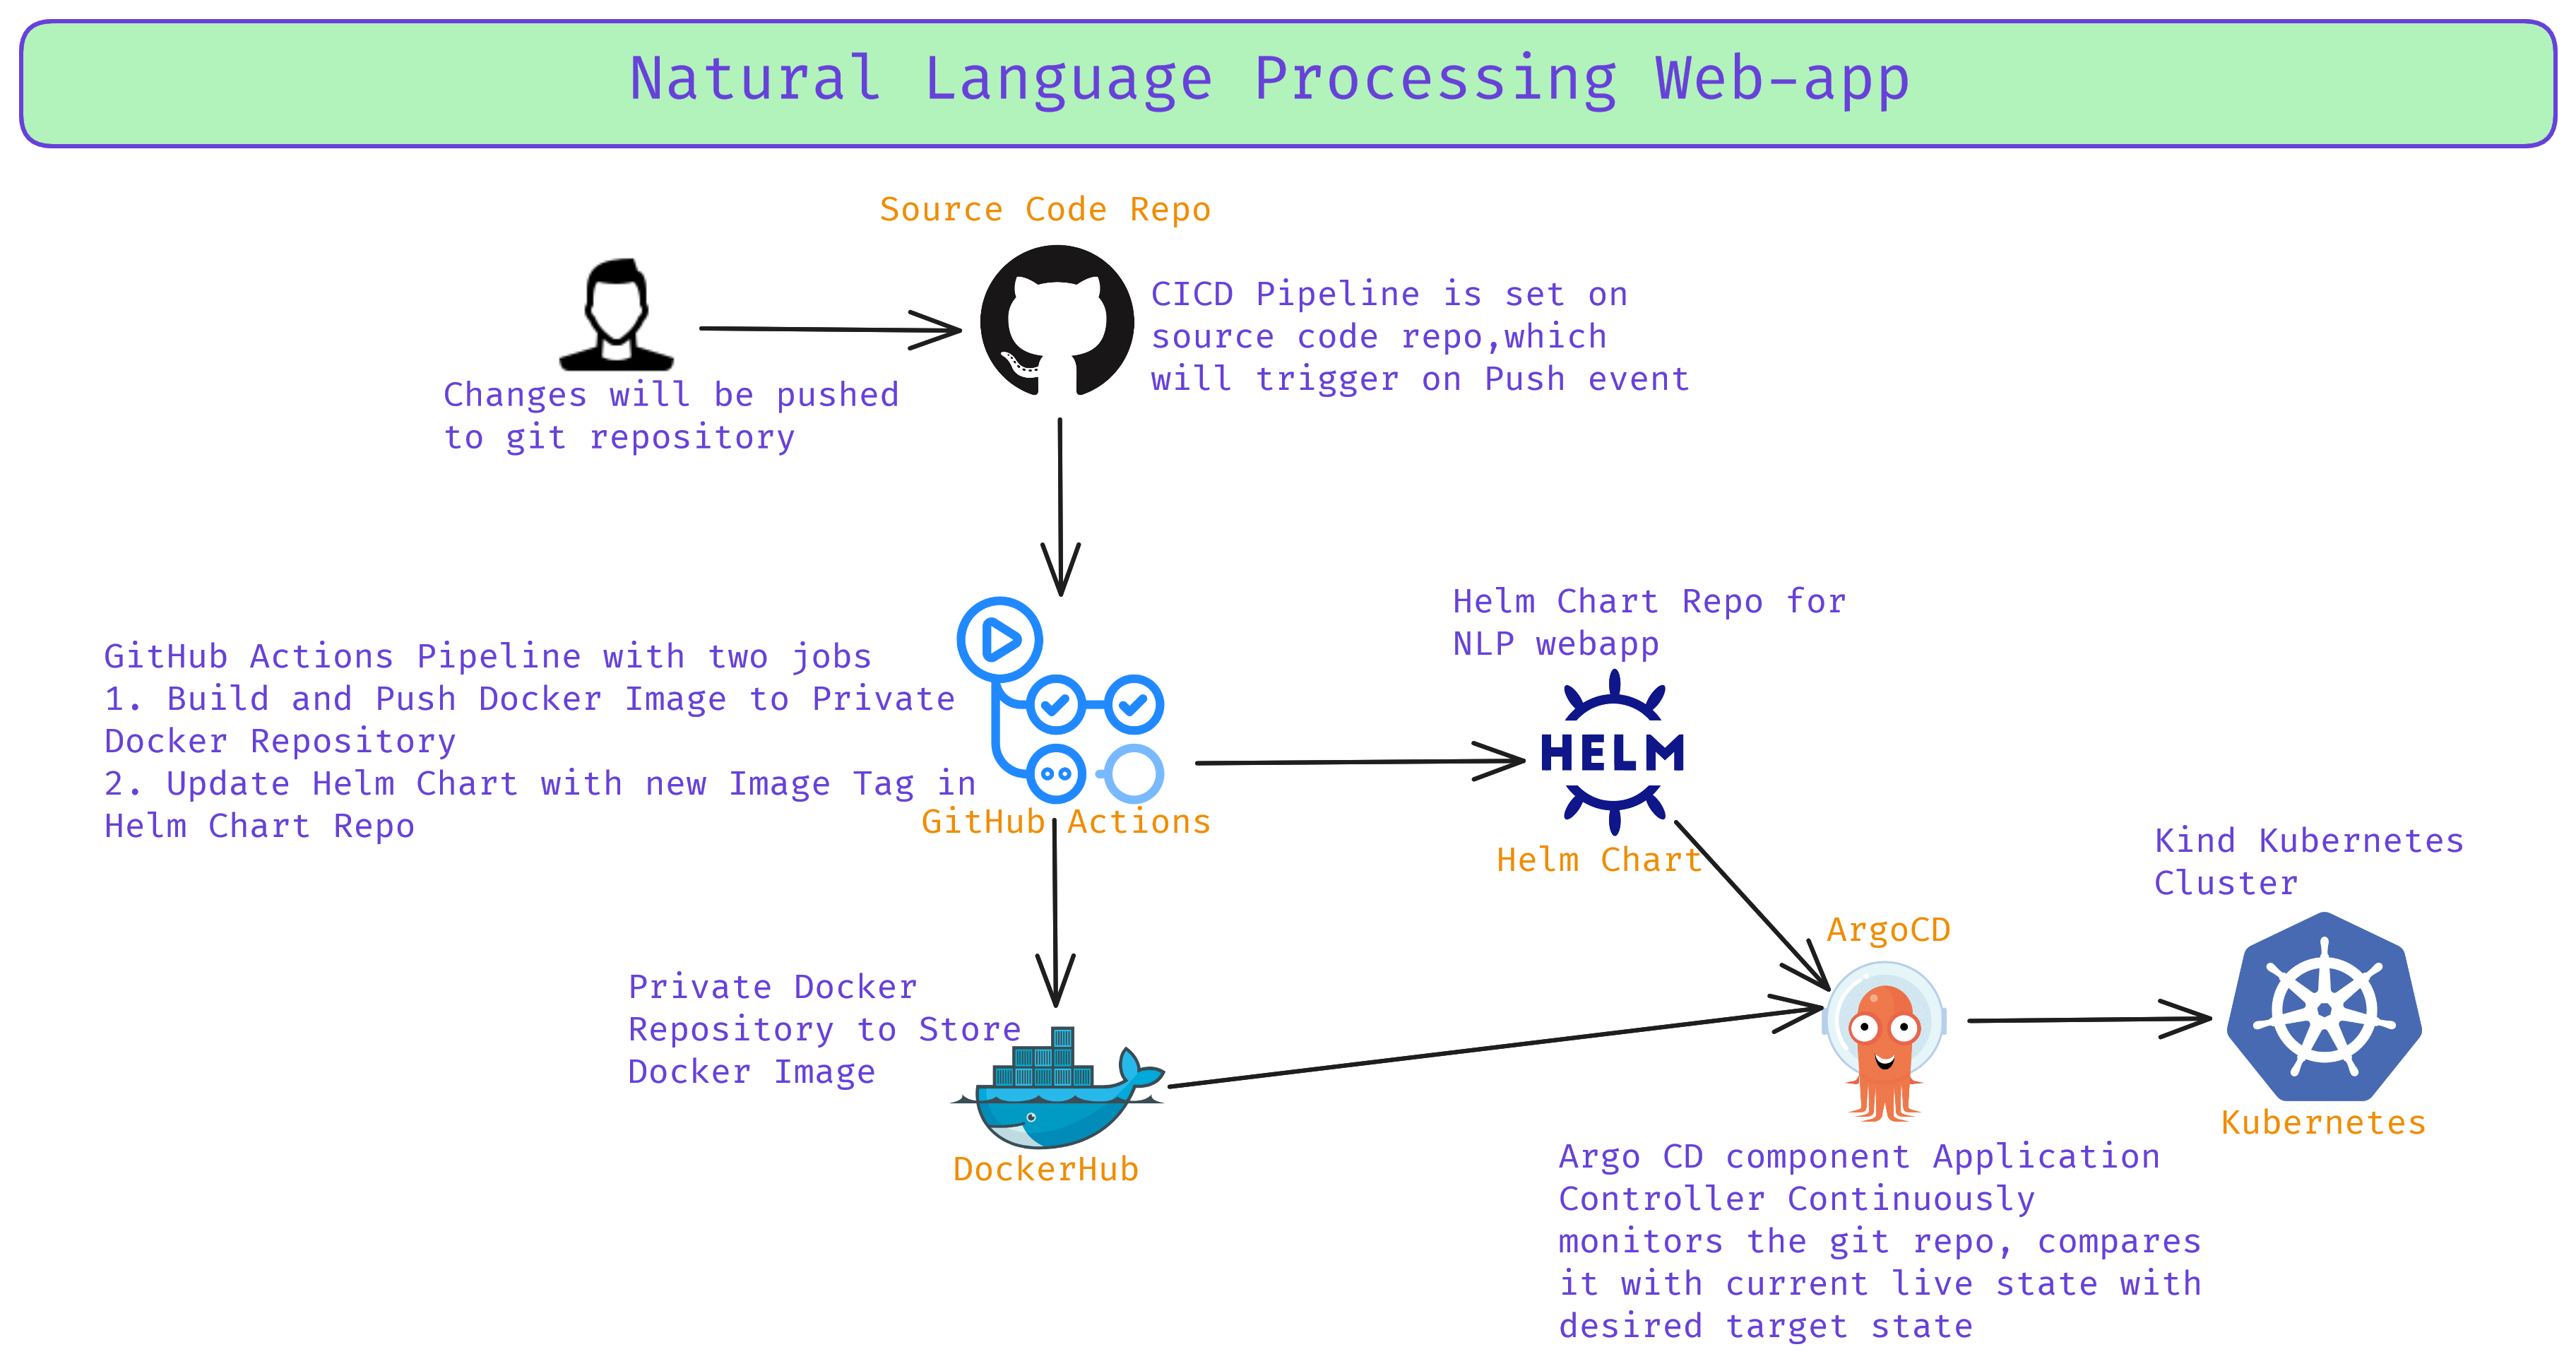 Natural Language Processing Web-app
Source Code Repo
CICD Pipeline is set on
source code repo,which
will trigger on Push event
Changes will be pushed
to git repository
GitHub Actions Pipeline with two jobs
1. Build and Push Docker Image to Private
Docker Repository
2. Update Helm Chart with new Image Tag in
Helm Chart Repo
GitHub Actions
Helm Chart Repo for
NLP webapp
HELM
Helm Chart
Kind Kubernetes
Cluster
ArgoCD
Kubernetes
Private Docker
Repository to Store
Docker Image
DockerHub
Argo CD component Application
Controller Continuously
monitors the git repo, compares
it with current live state with
desired target state